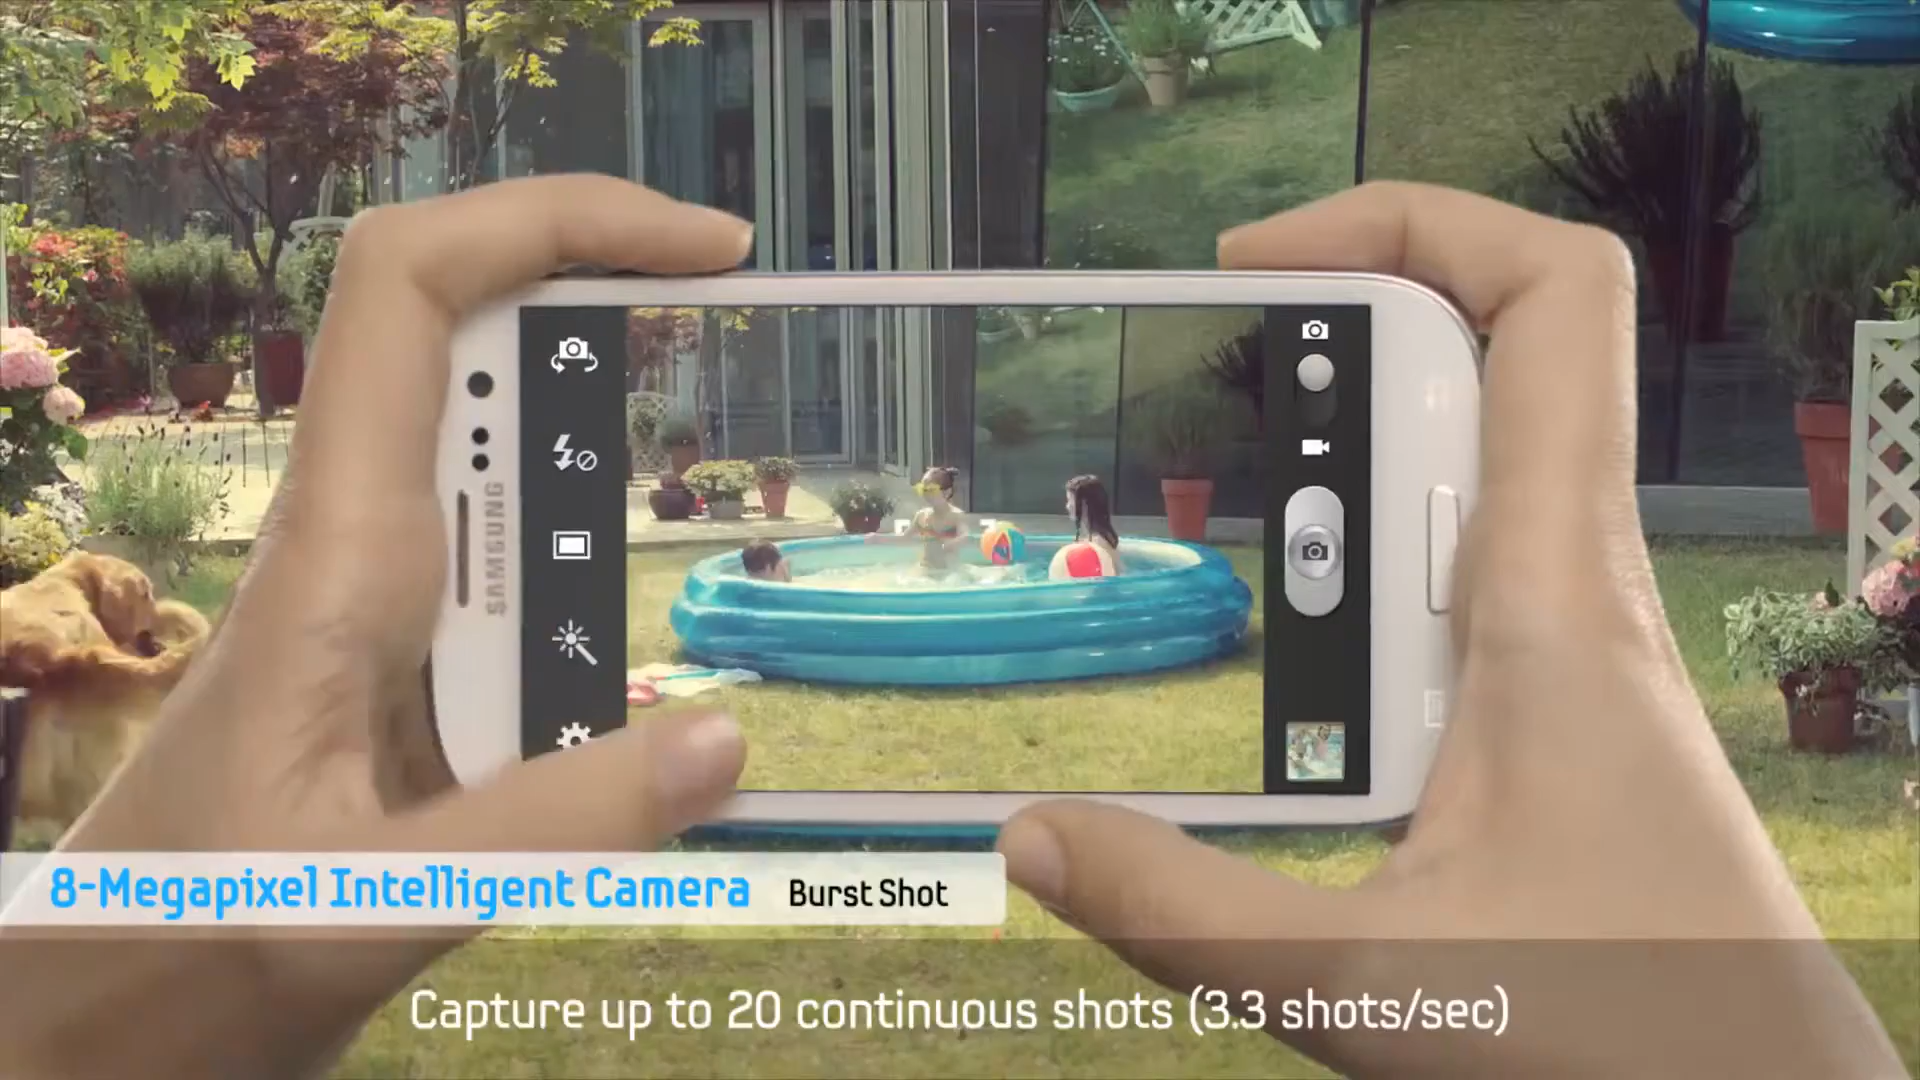 SAMSUNG
8-Megapixel Intelligent Camera Burst Shot
Capture up to 20 continuous shots (3.3 shots/sec)